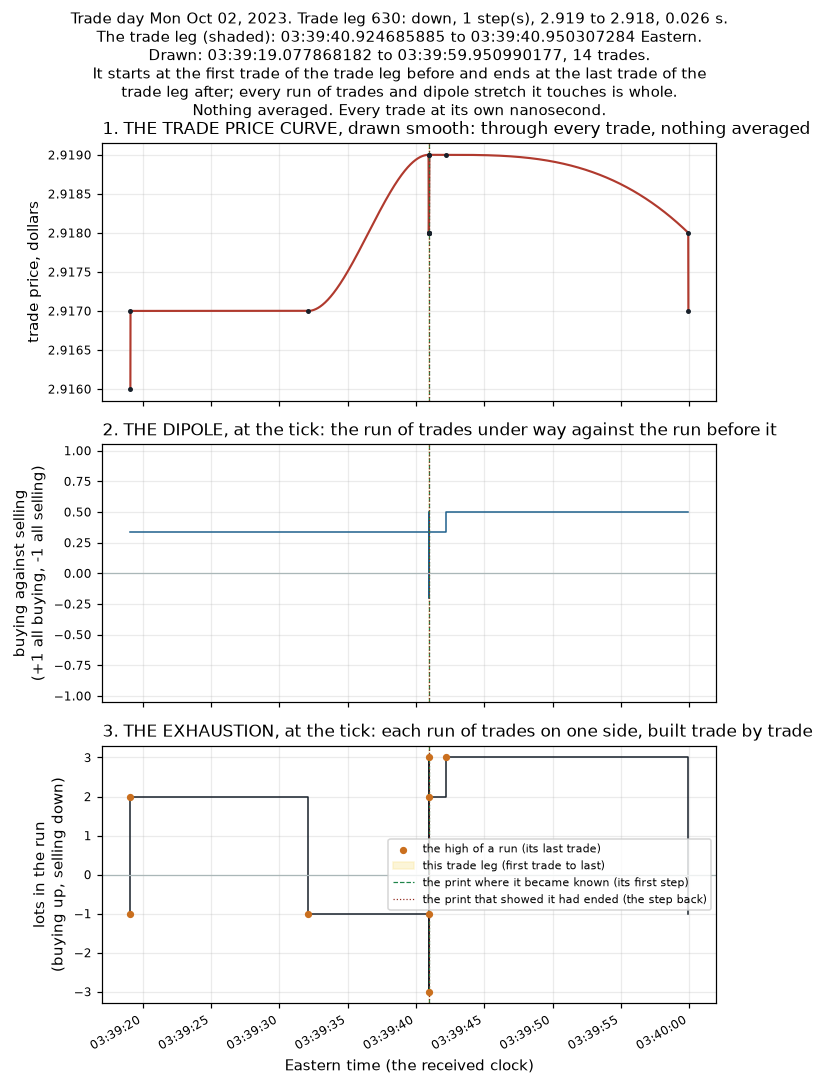 Trade day Mon Oct 02, 2023. Trade leg 630: down, 1 step(s), 2.919 to 2.918, 0.026 s.
The trade leg (shaded): 03:39:40.924685885 to 03:39:40.950307284 Eastern.
Drawn: 03:39:19.077868182 to 03:39:59.950990177, 14 trades.
It starts at the first trade of the trade leg before and ends at the last trade of the
trade leg after; every run of trades and dipole stretch it touches is whole.
Nothing averaged. Every trade at its own nanosecond.
1. THE TRADE PRICE CURVE, drawn smooth: through every trade, nothing averaged
2.9190
2.9185
2.9180
2.9175
2.9170
2.9165
2.9160
trade price, dollars
2. THE DIPOLE, at the tick: the run of trades under way against the run before it
1.00
0.75
0.50
0.25
0.00
−0.25
−0.50
−0.75
−1.00
buying against selling
(+1 all buying, -1 all selling)
3. THE EXHAUSTION, at the tick: each run of trades on one side, built trade by trade
3
2
1
0
−1
−2
−3
lots in the run
(buying up, selling down)
the high of a run (its last trade)
this trade leg (first trade to last)
the print where it became known (its first step)
the print that showed it had ended (the step back)
03:39:20
03:39:25
03:39:30
03:39:35
03:39:40
03:39:45
03:39:50
03:39:55
03:40:00
Eastern time (the received clock)